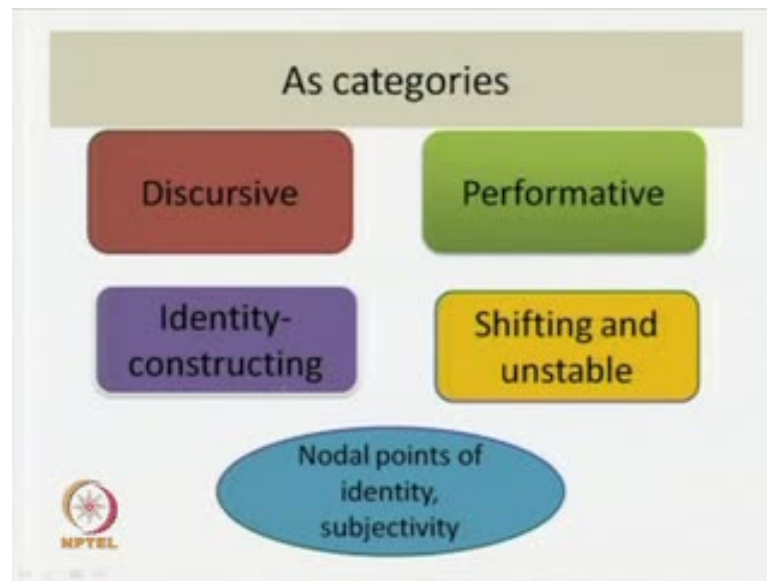 As categories
Discursive
Performative
Identity-
constructing
Shifting and
unstable
Nodal points of
identity,
subjectivity
NPTEL